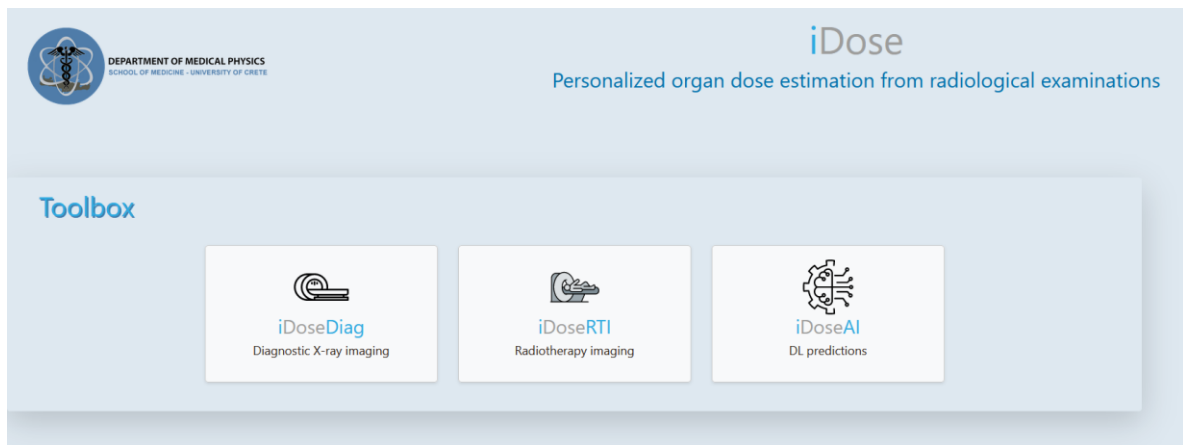 DEPARTMENT OF MEDICAL PHYSICS
SCHOOL OF MEDICINE - UNIVERSITY OF CRETE
iDose
Personalized organ dose estimation from radiological examinations
Toolbox
iDoseDiag
Diagnostic X-ray imaging
iDoseRTI
Radiotherapy imaging
iDoseAI
DL predictions